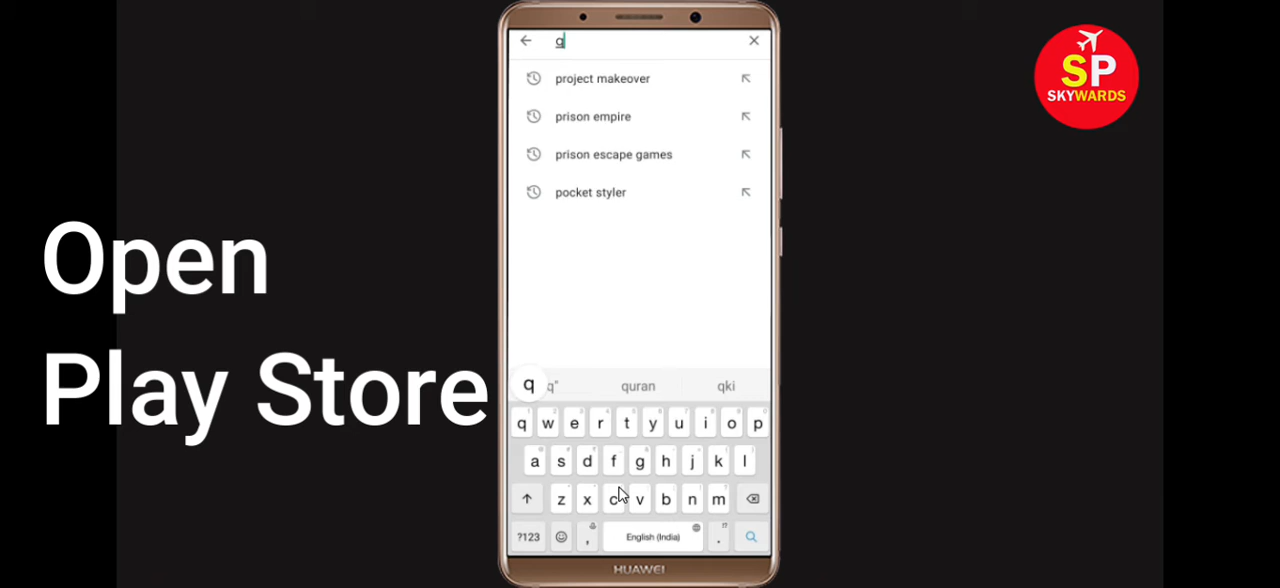 Open
Play Store
q
project makeover
prison empire
prison escape games
pocket styler
q q" quran qki
q w e r t y u i o p
a s d f g h j k l
z x c v b n m
?123 , English (India) .
HUAWEI
SP
SKYWARDS